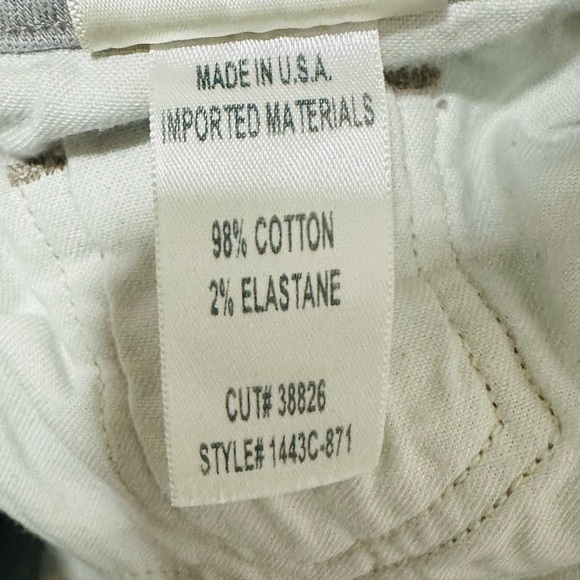 MADE IN U.S.A.
IMPORTED MATERIALS
98% COTTON
2% ELASTANE
CUT# 38826
STYLE# 1443C-871